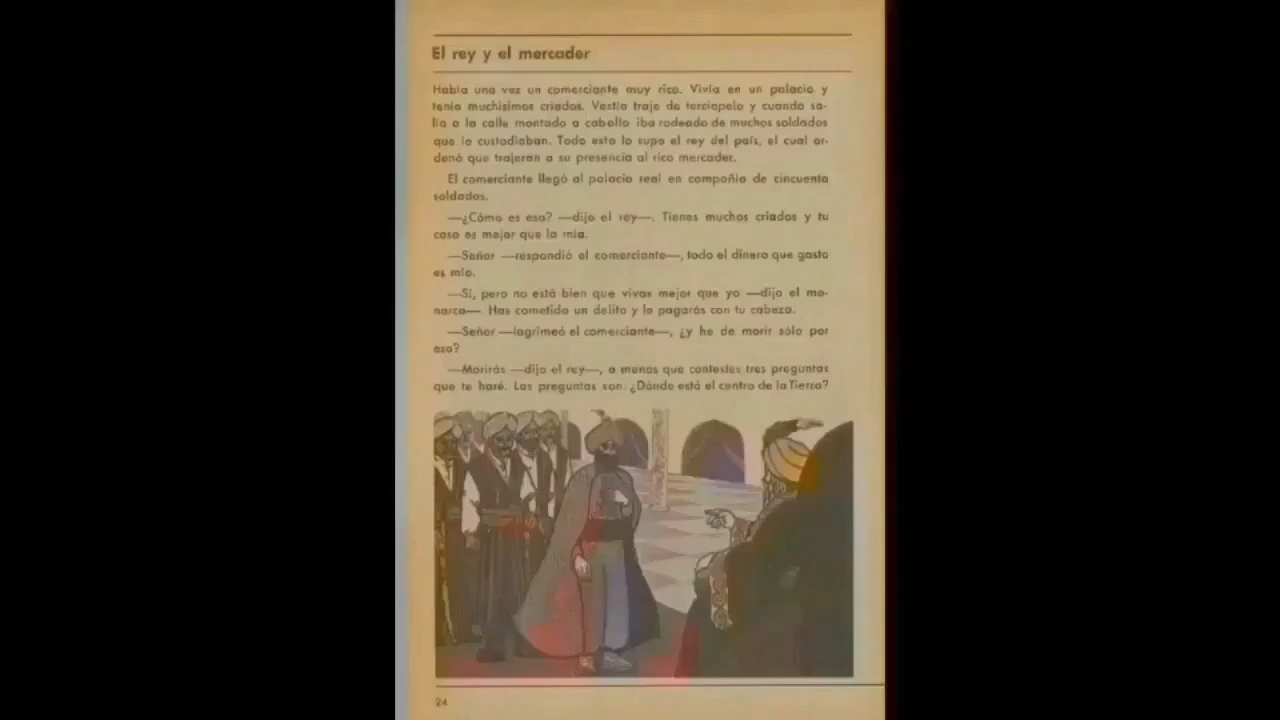 El rey y el mercader
Había una vez un comerciante muy rico. Vivía en un palacio y
tenía muchísimos criados. Vestía traje de terciopelo y cuando sa-
lía a la calle montado a caballo iba rodeado de muchos soldados
que lo custodiaban. Todo esto lo supo el rey del país, el cual or-
denó que trajeran a su presencia al rico mercader.
El comerciante llegó al palacio real en compañía de cincuenta
soldados.
—¿Cómo es eso? —dijo el rey—. Tienes muchos criados y tu
casa es mejor que la mía.
—Señor —respondió el comerciante—, todo el dinero que gasto
es mío.
—Sí, pero no está bien que vivas mejor que yo —dijo el mo-
narca—. Has cometido un delito y lo pagarás con tu cabeza.
—Señor —lagrimeó el comerciante—, ¿y he de morir sólo por
eso?
—Morirás —dijo el rey—, a menos que contestes tres preguntas
que te haré. Las preguntas son: ¿Dónde está el centro de la Tierra?
24